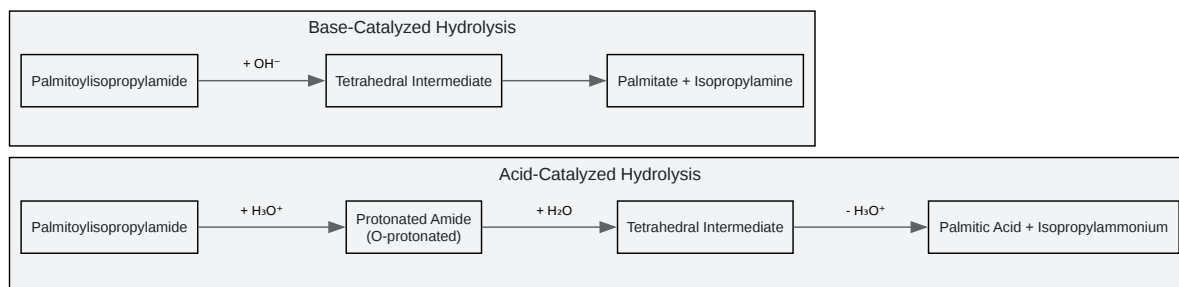 Base-Catalyzed Hydrolysis
Palmitoylisopropylamide
+ OH⁻
Tetrahedral Intermediate
Palmitate + Isopropylamine
Acid-Catalyzed Hydrolysis
Palmitoylisopropylamide
+ H₃O⁺
Protonated Amide
(O-protonated)
+ H₂O
Tetrahedral Intermediate
- H₃O⁺
Palmitic Acid + Isopropylammonium